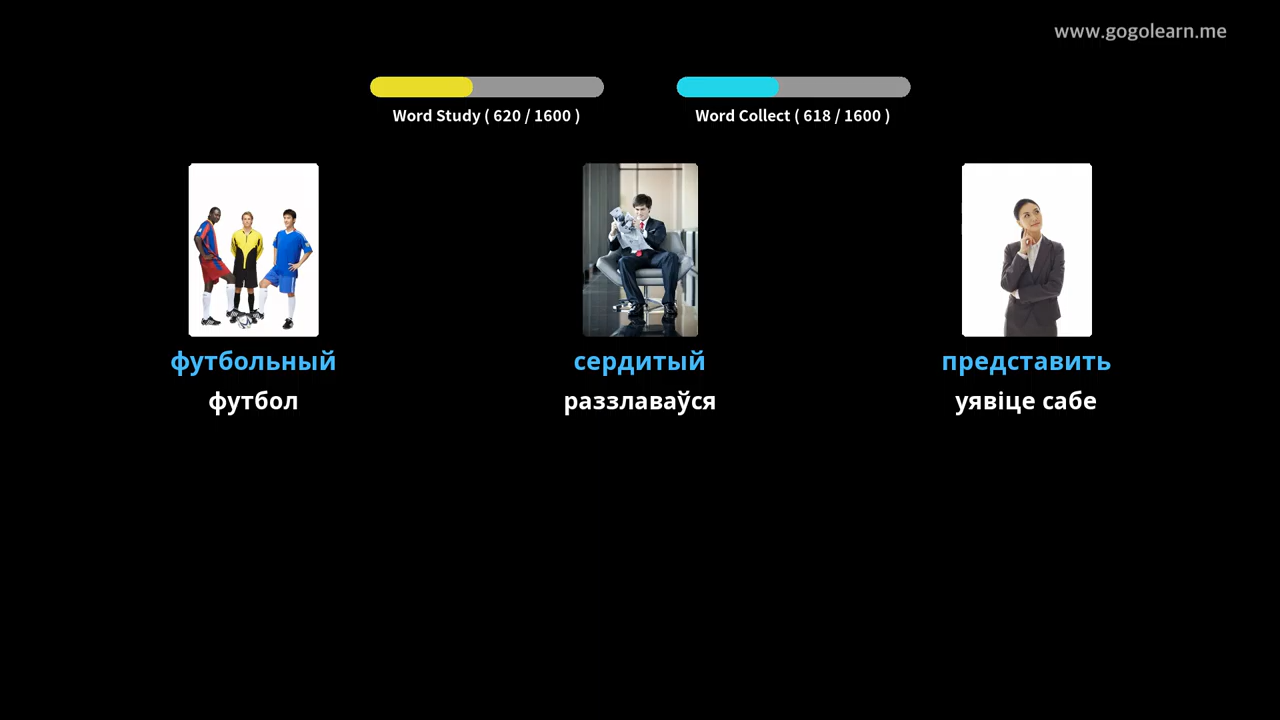 www.gogolearn.me
Word Study ( 620 / 1600 )
Word Collect ( 618 / 1600 )
футбольный
сердитый
представить
футбол
раззлаваўся
уявіце сабе